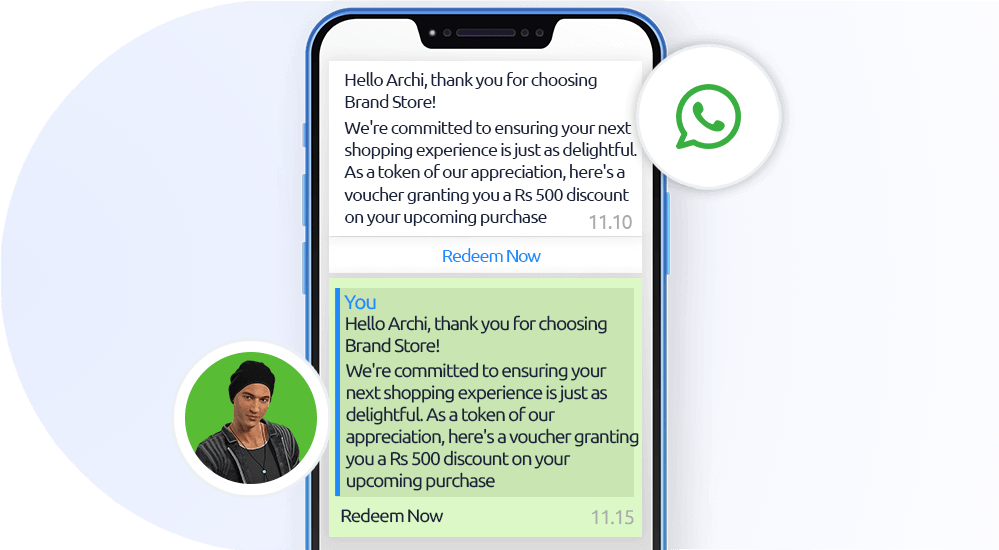 Hello Archi, thank you for choosing
Brand Store!
We're committed to ensuring your next
shopping experience is just as delightful.
As a token of our appreciation, here's a
voucher granting you a Rs 500 discount
on your upcoming purchase
11.10
Redeem Now
You
Hello Archi, thank you for choosing
Brand Store!
We're committed to ensuring your
next shopping experience is just as
delightful. As a token of our
appreciation, here's a voucher granting
you a Rs 500 discount on your
upcoming purchase
Redeem Now
11.15